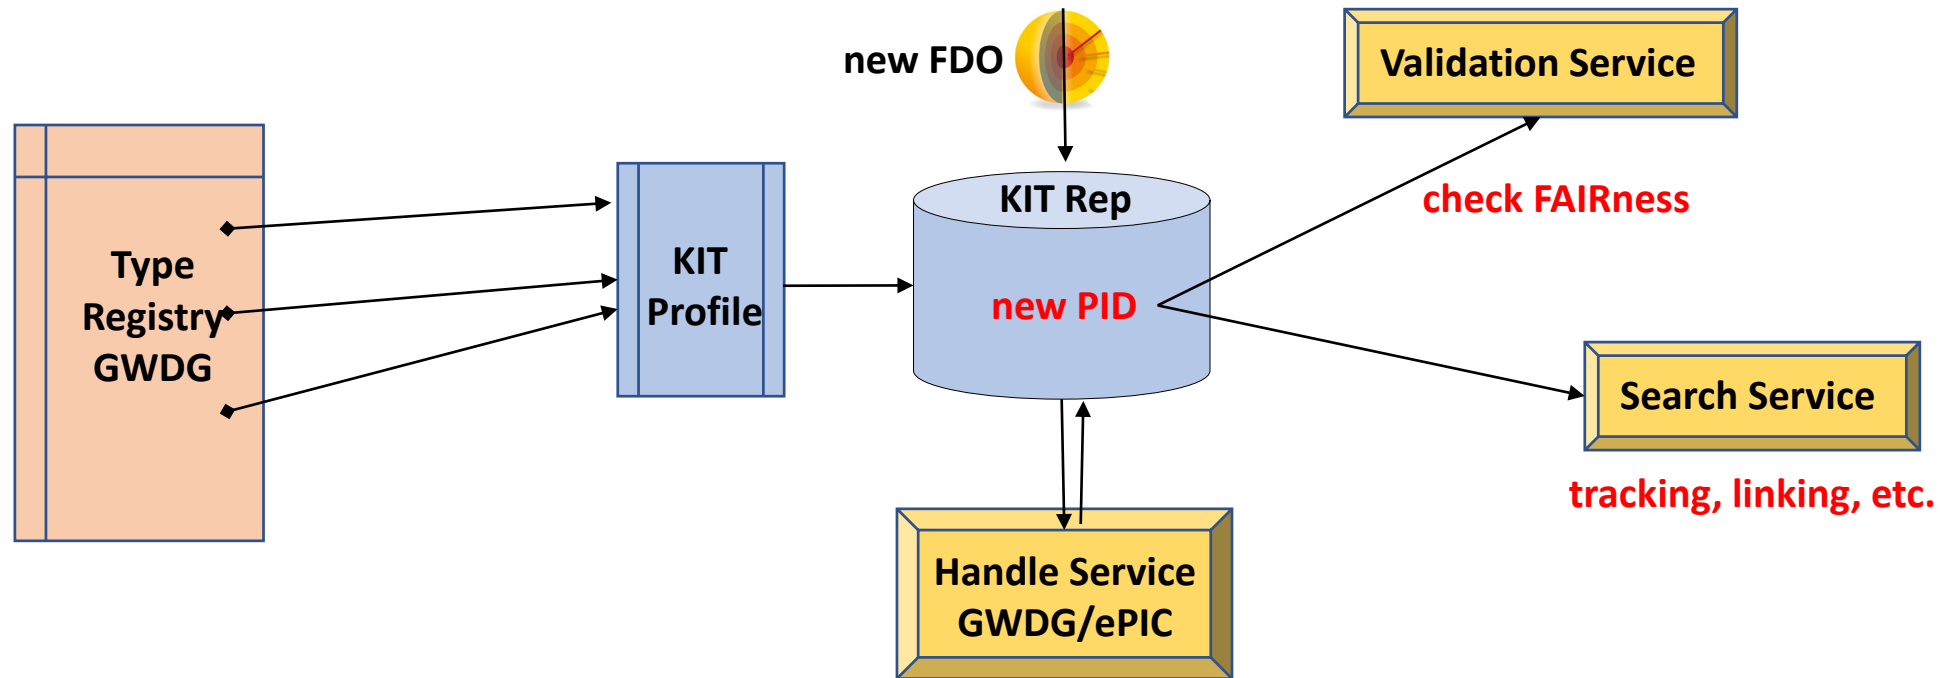 new FDO
Validation Service
check FAIRness
Type
Registry
GWDG
KIT
Profile
KIT Rep
new PID
Search Service
tracking, linking, etc.
Handle Service
GWDG/ePIC